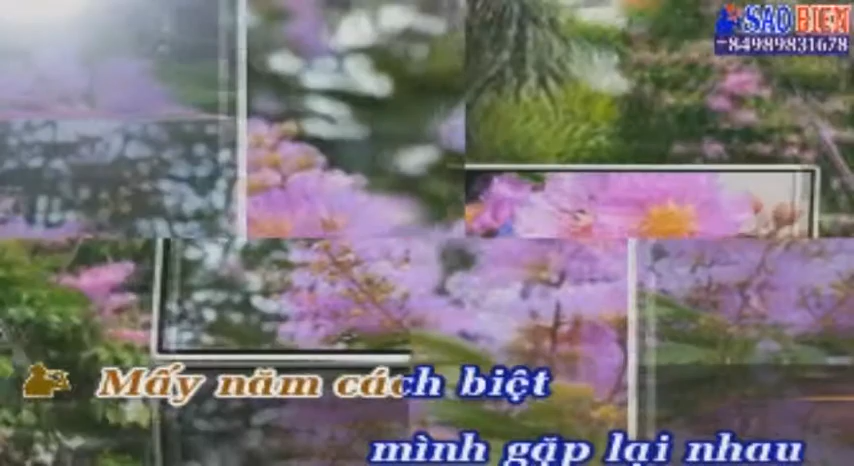 SAO BIEN
+84989831678
Mấy năm cách biệt
mình gặp lại nhau